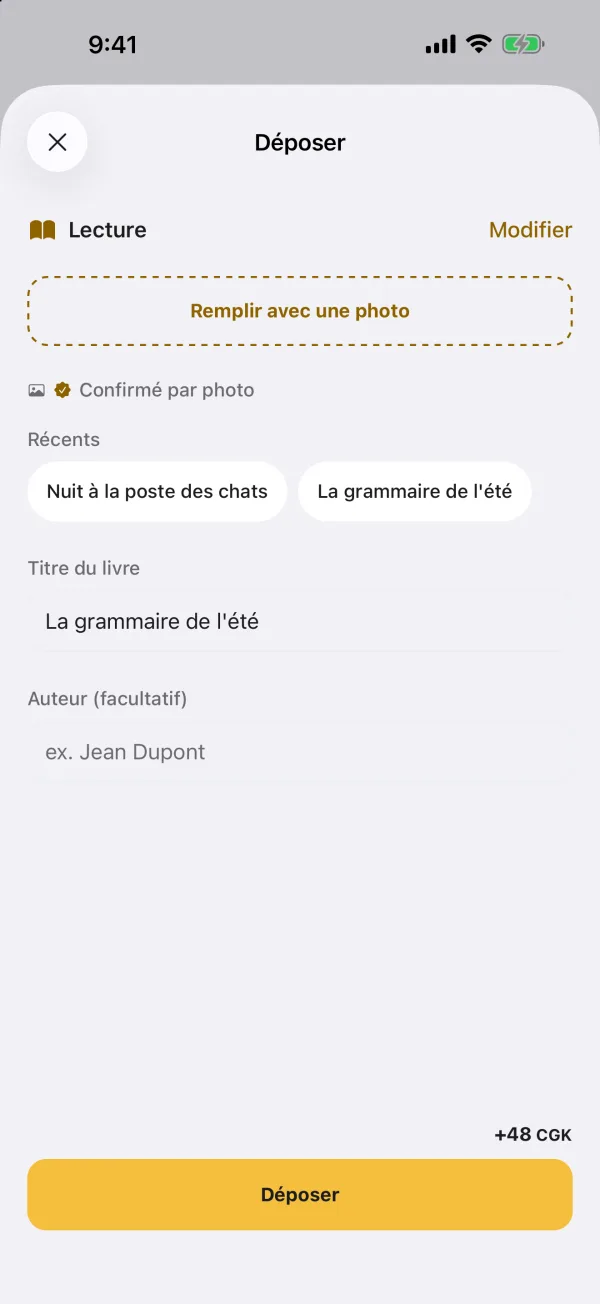 9:41
Déposer
Lecture
Modifier
Remplir avec une photo
Confirmé par photo
Récents
Nuit à la poste des chats
La grammaire de l'été
Titre du livre
La grammaire de l'été
Auteur (facultatif)
ex. Jean Dupont
+48 CGK
Déposer